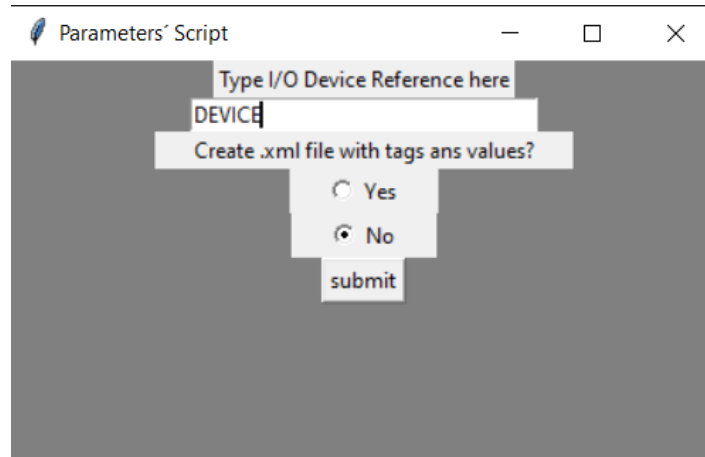 Parameters´ Script
Type I/O Device Reference here
DEVICE
Create .xml file with tags ans values?
Yes
No
submit